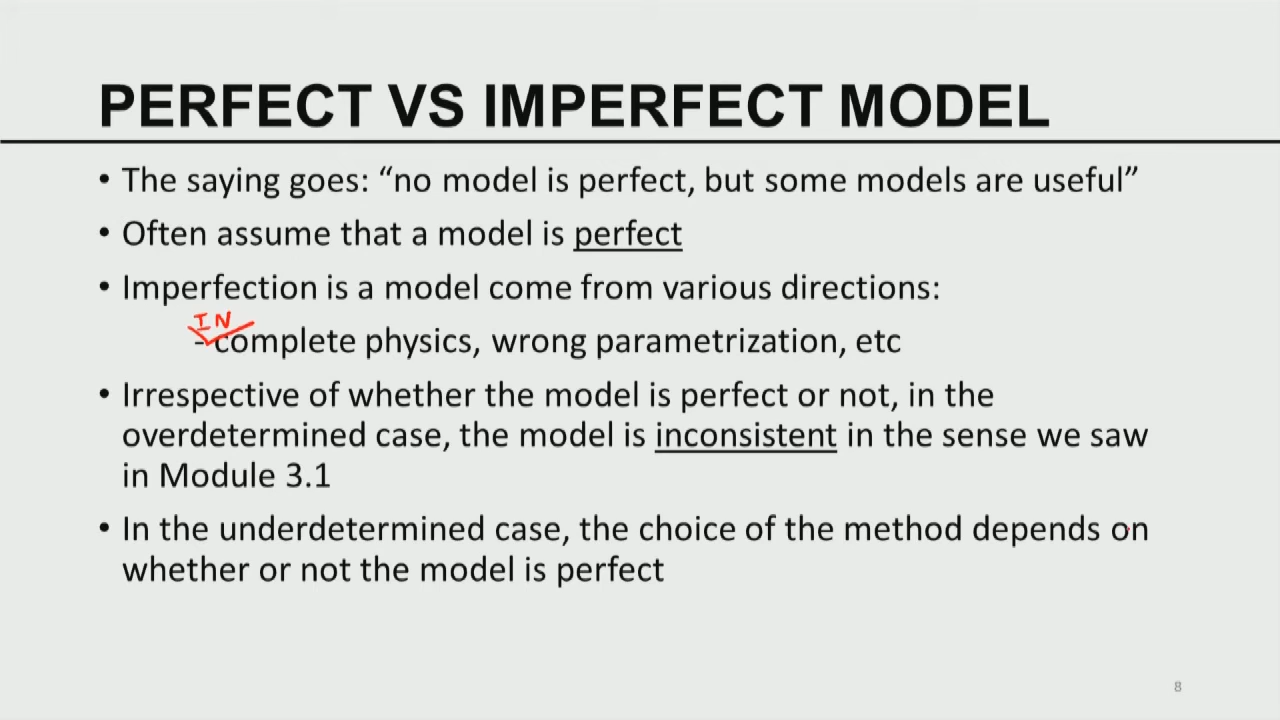 PERFECT VS IMPERFECT MODEL
• The saying goes: “no model is perfect, but some models are useful”
• Often assume that a model is perfect
• Imperfection is a model come from various directions:
IN
- complete physics, wrong parametrization, etc
• Irrespective of whether the model is perfect or not, in the
overdetermined case, the model is inconsistent in the sense we saw
in Module 3.1
• In the underdetermined case, the choice of the method depends on
whether or not the model is perfect
8